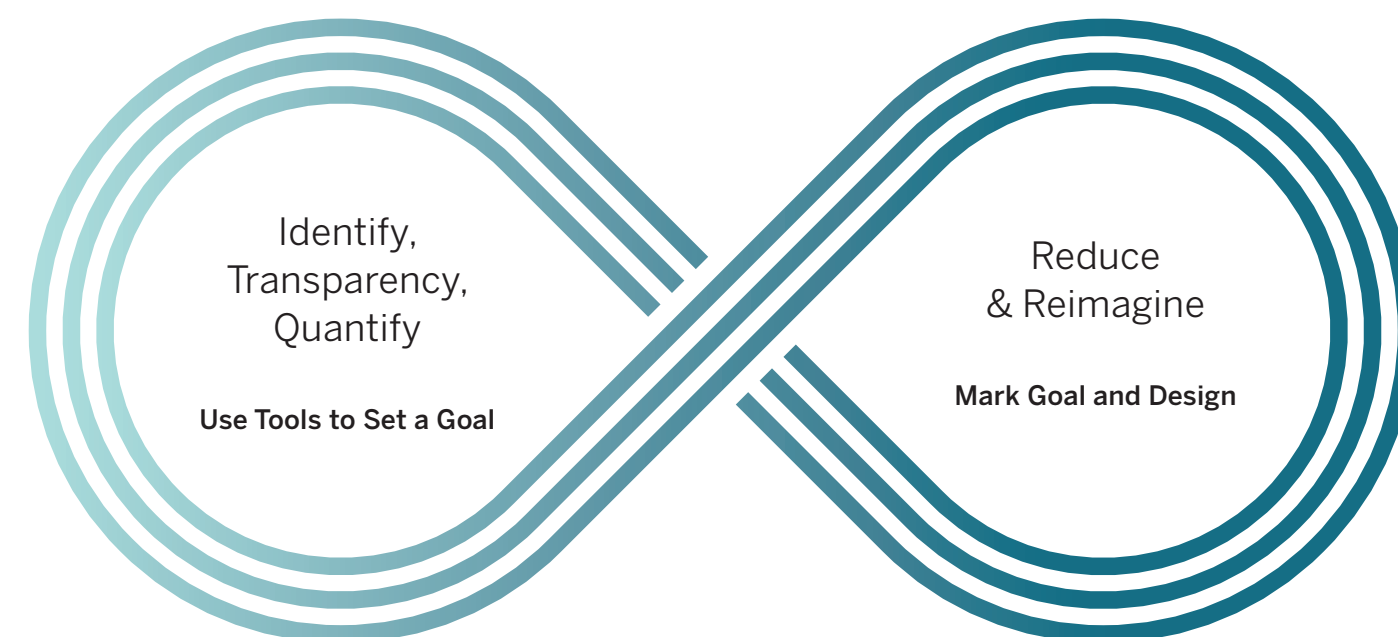 Identify,
Transparency,
Quantify
Use Tools to Set a Goal
Reduce
& Reimagine
Mark Goal and Design